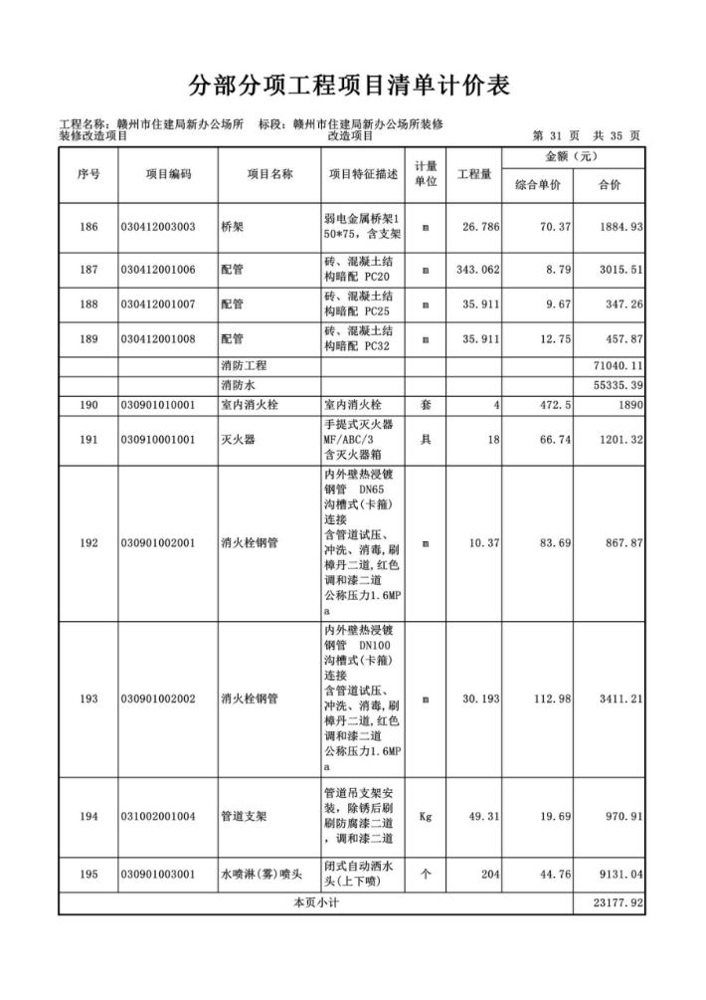 分部分项工程项目清单计价表
工程名称: 赣州市住建局新办公场所 标段: 赣州市住建局新办公场所装修
装修改造项目 改造项目 第 31 页 共 35 页
序号 项目编码 项目名称 项目特征描述 计量单位 工程量 金额（元）
综合单价 合价
186 030412003003 桥架 弱电金属桥架1 m 26.786 70.37 1884.93
50*75，含支架
187 030412001006 配管 砖、混凝土结 m 343.062 8.79 3015.51
构暗配 PC20
188 030412001007 配管 砖、混凝土结 m 35.911 9.67 347.26
构暗配 PC25
189 030412001008 配管 砖、混凝土结 m 35.911 12.75 457.87
构暗配 PC32
消防工程 71040.11
消防水 55335.39
190 030901010001 室内消火栓 室内消火栓 套 4 472.5 1890
191 030910001001 灭火器 手提式灭火器 具 18 66.74 1201.32
MF/ABC/3
含灭火器箱
192 030901002001 消火栓钢管 内外壁热浸镀 m 10.37 83.69 867.87
钢管 DN65
沟槽式(卡箍)
连接
含管道试压、
冲洗、消毒,刷
樟丹二道,红色
调和漆二道
公称压力1.6MP
a
193 030901002002 消火栓钢管 内外壁热浸镀 m 30.193 112.98 3411.21
钢管 DN100
沟槽式(卡箍)
连接
含管道试压、
冲洗、消毒,刷
樟丹二道,红色
调和漆二道
公称压力1.6MP
a
194 031002001004 管道支架 管道吊支架安 Kg 49.31 19.69 970.91
装，除锈后刷
刷防腐漆二道
，调和漆二道
195 030901003001 水喷淋(雾)喷头 闭式自动洒水 个 204 44.76 9131.04
头(上下喷)
本页小计 23177.92